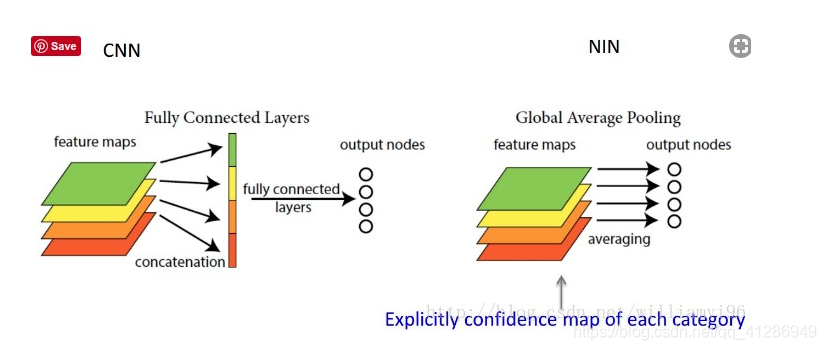 Save
CNN
NIN
Fully Connected Layers
feature maps
output nodes
fully connected
layers
concatenation
Global Average Pooling
feature maps
output nodes
averaging
http://blog.csdn.net/williamyi96
Explicitly confidence map of each category
https://blog.csdn.net/qq_41286949